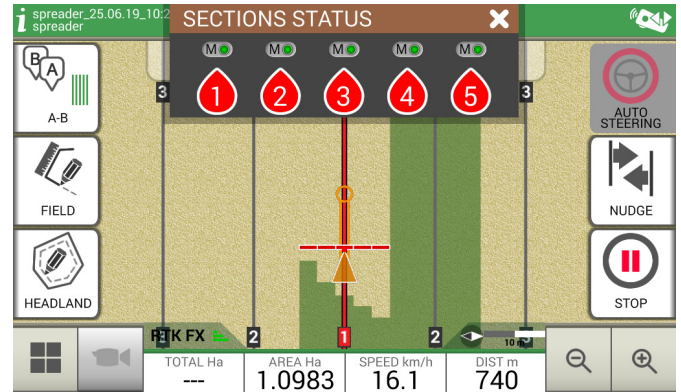 spreader_25.06.19_10:2
spreader
SECTIONS STATUS
M M M M M
1 2 3 4 5
B
A
A-B
3
3
AUTO
STEERING
FIELD
NUDGE
HEADLAND
STOP
RTK FX
2
1
2
10 m
TOTAL Ha
---
AREA Ha
1.0983
SPEED km/h
16.1
DIST m
740